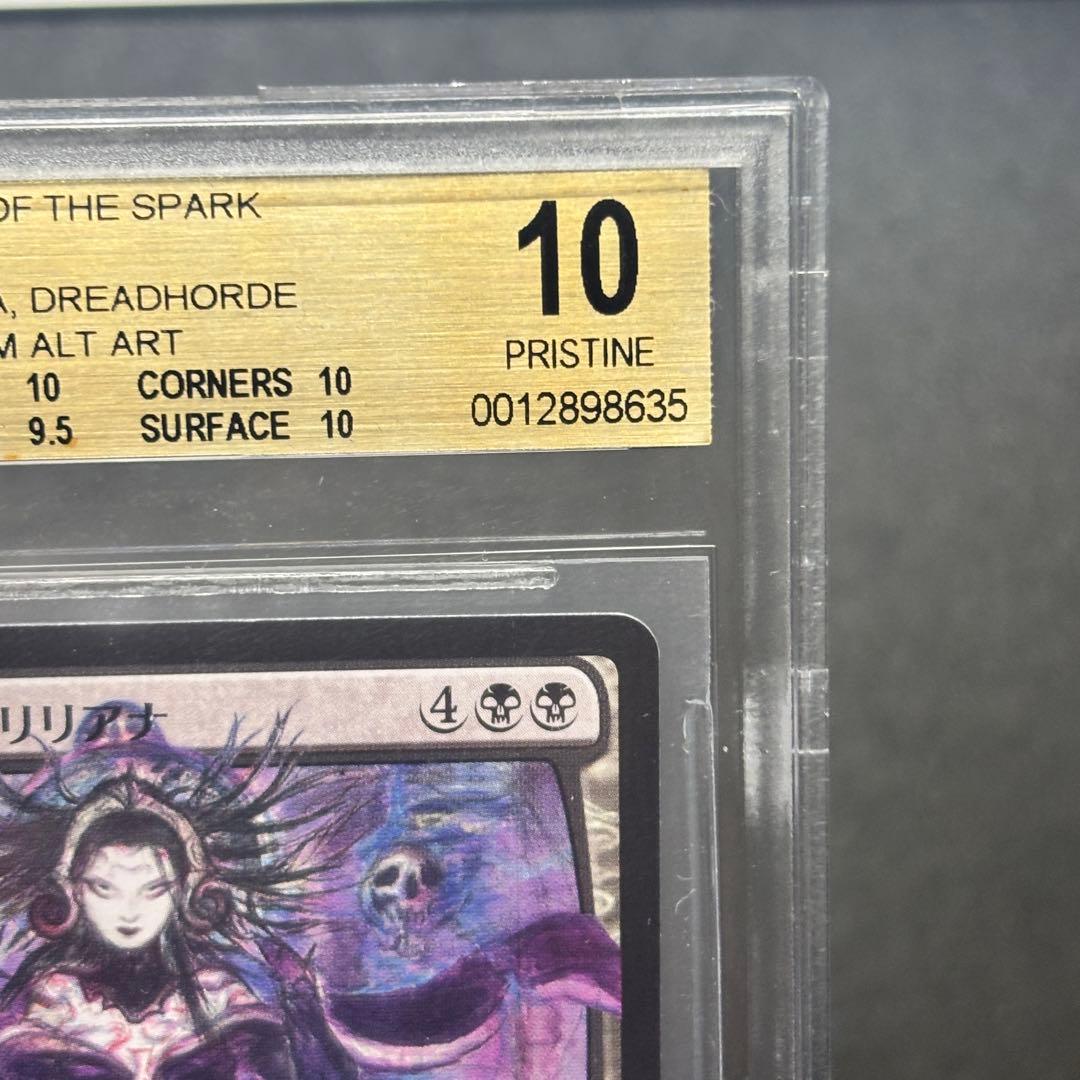 OF THE SPARK
10
A, DREADHORDE
M ALT ART
PRISTINE
10 CORNERS 10
9.5 SURFACE 10
0012898635
リリアナ
4